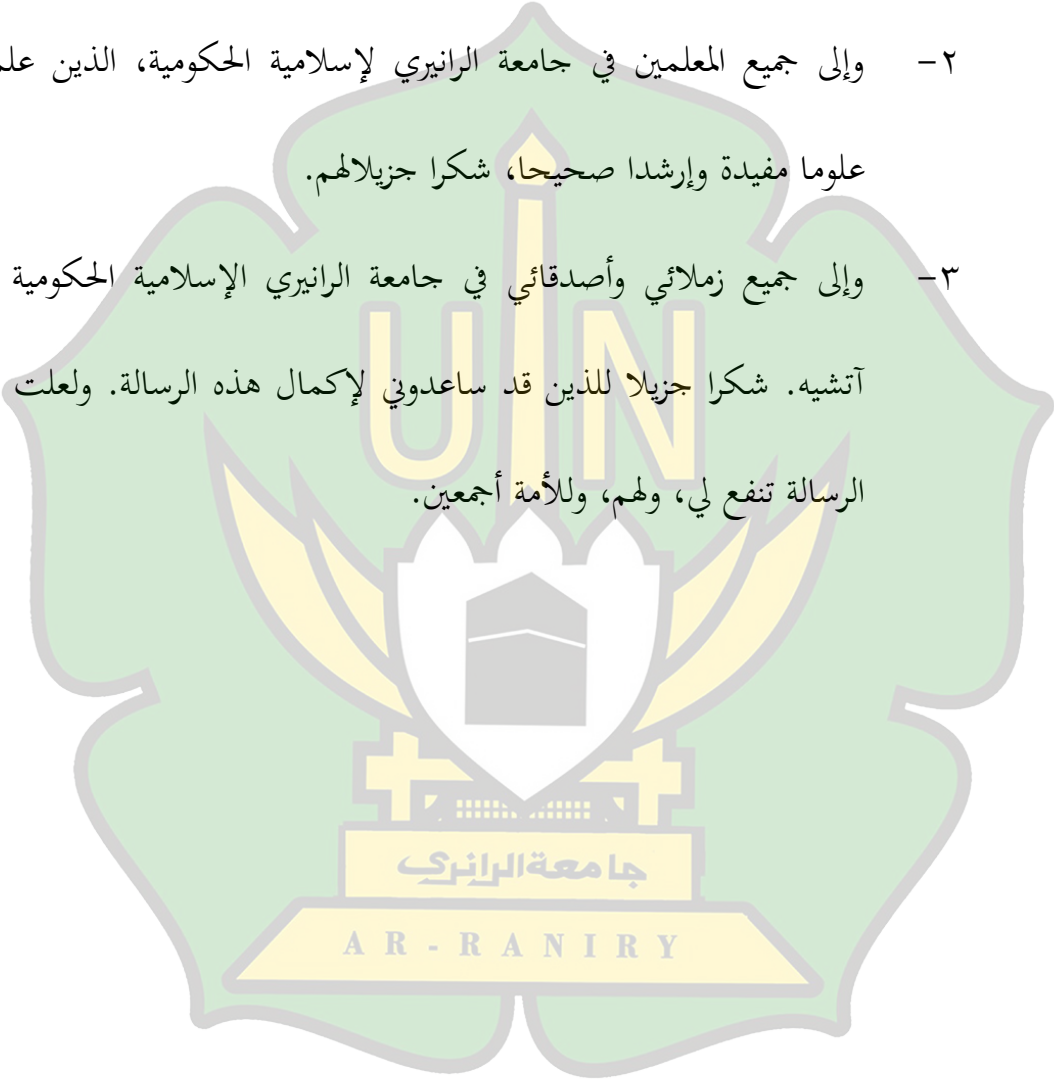 ٢- وإلى جميع المعلمين في جامعة الرانيري لإسلامية الحكومية، الذين
علوما مفيدة وإرشدا صحيحا، شكرا جزيلالهم.
٣- وإلى جميع زملائي وأصدقائي في جامعة الرانيري الإسلامية الحكومية
آتشيه. شكرا جزيلا للذين قد ساعدوني لإكمال هذه الرسالة. ولعلت
الرسالة تنفع لي، ولهم، وللأمة أجمعين.
UIN
جامعة الرانري
AR-RANIRY